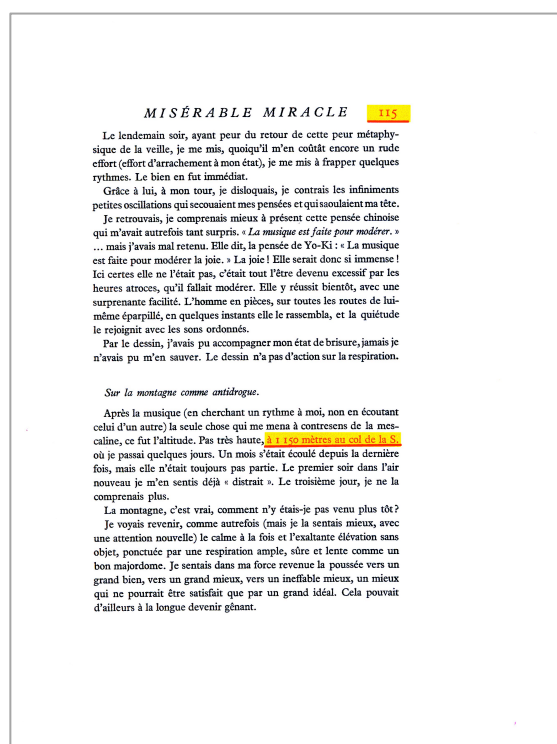 MISÉRABLE MIRACLE 115
Le lendemain soir, ayant peur du retour de cette peur métaphy-
sique de la veille, je me mis, quoiqu'il m'en coûtât encore un rude
effort (effort d'arrachement à mon état), je me mis à frapper quelques
rythmes. Le bien en fut immédiat.
Grâce à lui, à mon tour, je disloquais, je contrais les infiniment
petites oscillations qui secouaient mes pensées et qui saoulaient ma tête.
Je retrouvais, je comprenais mieux à présent cette pensée chinoise
qui m'avait autrefois tant surpris. « La musique est faite pour modérer. »
... mais j'avais mal retenu. Elle dit, la pensée de Yo-Ki : « La musique
est faite pour modérer la joie. » La joie ! Elle serait donc si immense !
Ici certes elle ne l'était pas, c'était tout l'être devenu excessif par les
heures atroces, qu'il fallait modérer. Elle y réussit bientôt, avec une
surprenante facilité. L'homme en pièces, sur toutes les routes de lui-
même éparpillé, en quelques instants elle le rassembla, et la quiétude
le rejoignit avec les sons ordonnés.
Par le dessin, j'avais pu accompagner mon état de brisure, jamais je
n'avais pu m'en sauver. Le dessin n'a pas d'action sur la respiration.
Sur la montagne comme antidrogue.
Après la musique (en cherchant un rythme à moi, non en écoutant
celui d'un autre) la seule chose qui me mena à contresens de la mes-
caline, ce fut l'altitude. Pas très haute, à 1 150 mètres au col de la S.
où je passai quelques jours. Un mois s'était écoulé depuis la dernière
fois, mais elle n'était toujours pas partie. Le premier soir dans l'air
nouveau je m'en sentis déjà « distrait ». Le troisième jour, je ne la
comprenais plus.
La montagne, c'est vrai, comment n'y étais-je pas venu plus tôt ?
Je voyais revenir, comme autrefois (mais je la sentais mieux, avec
une attention nouvelle) le calme à la fois et l'exaltante élévation sans
objet, ponctuée par une respiration ample, sûre et lente comme un
bon majordome. Je sentais dans ma force revenue la poussée vers un
grand bien, vers un grand mieux, vers un ineffable mieux, un mieux
qui ne pourrait être satisfait que par un grand idéal. Cela pouvait
d'ailleurs à la longue devenir gênant.